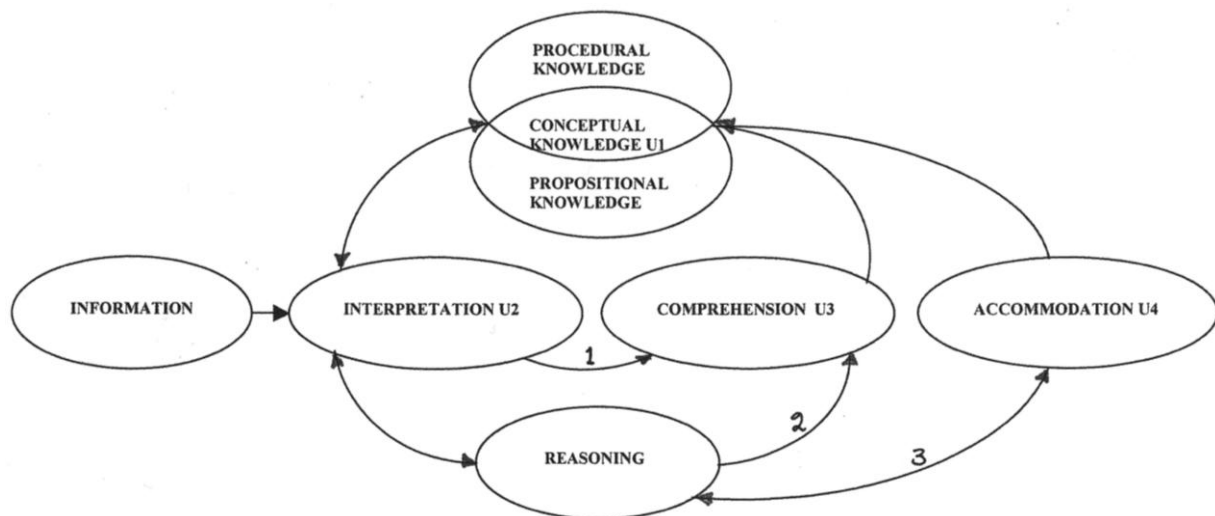 PROCEDURAL
KNOWLEDGE
CONCEPTUAL
KNOWLEDGE U1
PROPOSITIONAL
KNOWLEDGE
INFORMATION
INTERPRETATION U2
COMPREHENSION U3
ACCOMMODATION U4
1
2
3
REASONING